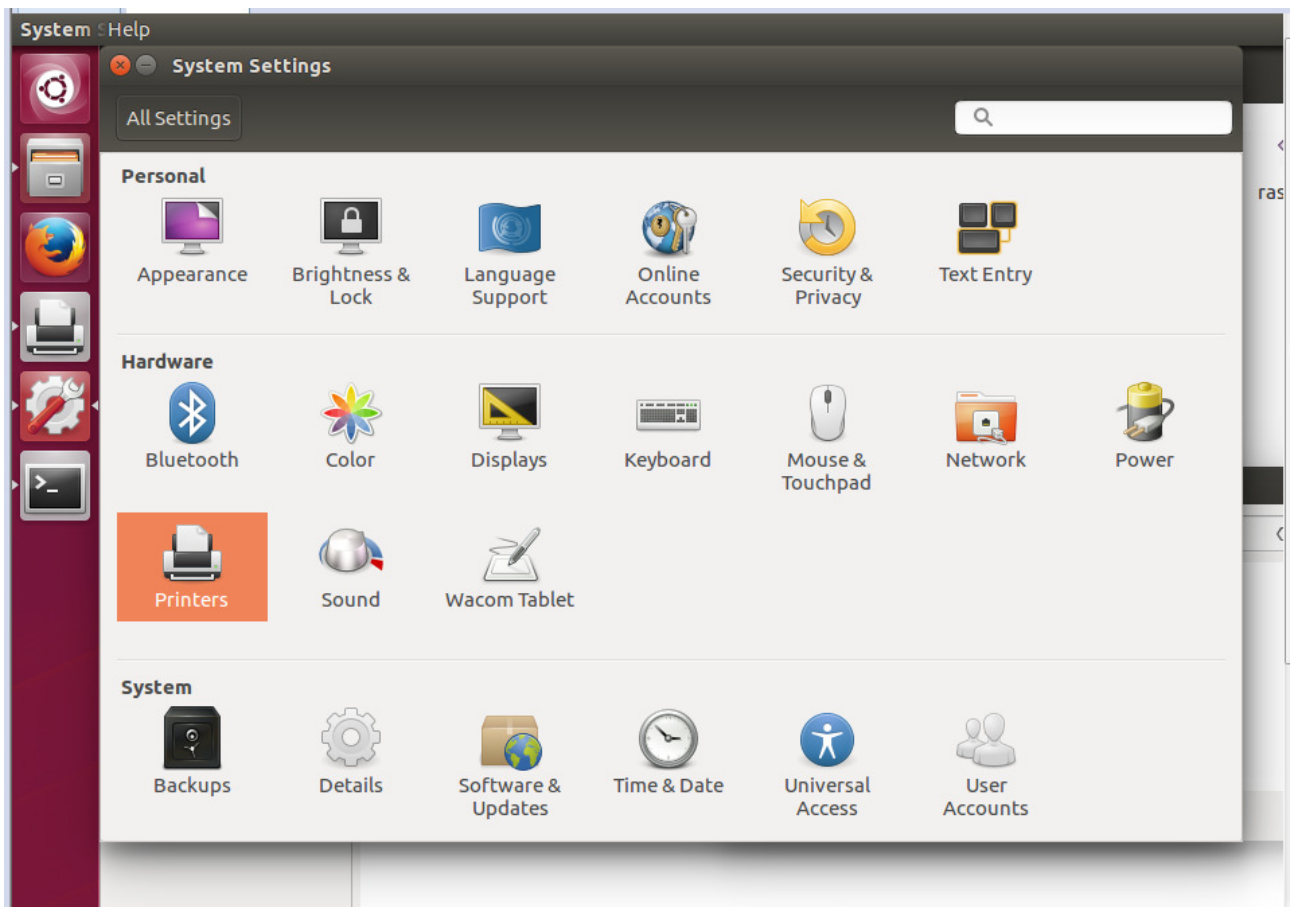 System S Help
System Settings
All Settings
Personal
Appearance
Brightness &
Lock
Language
Support
Online
Accounts
Security &
Privacy
Text Entry
Hardware
Bluetooth
Color
Displays
Keyboard
Mouse &
Touchpad
Network
Power
Printers
Sound
Wacom Tablet
System
Backups
Details
Software &
Updates
Time & Date
Universal
Access
User
Accounts
ras